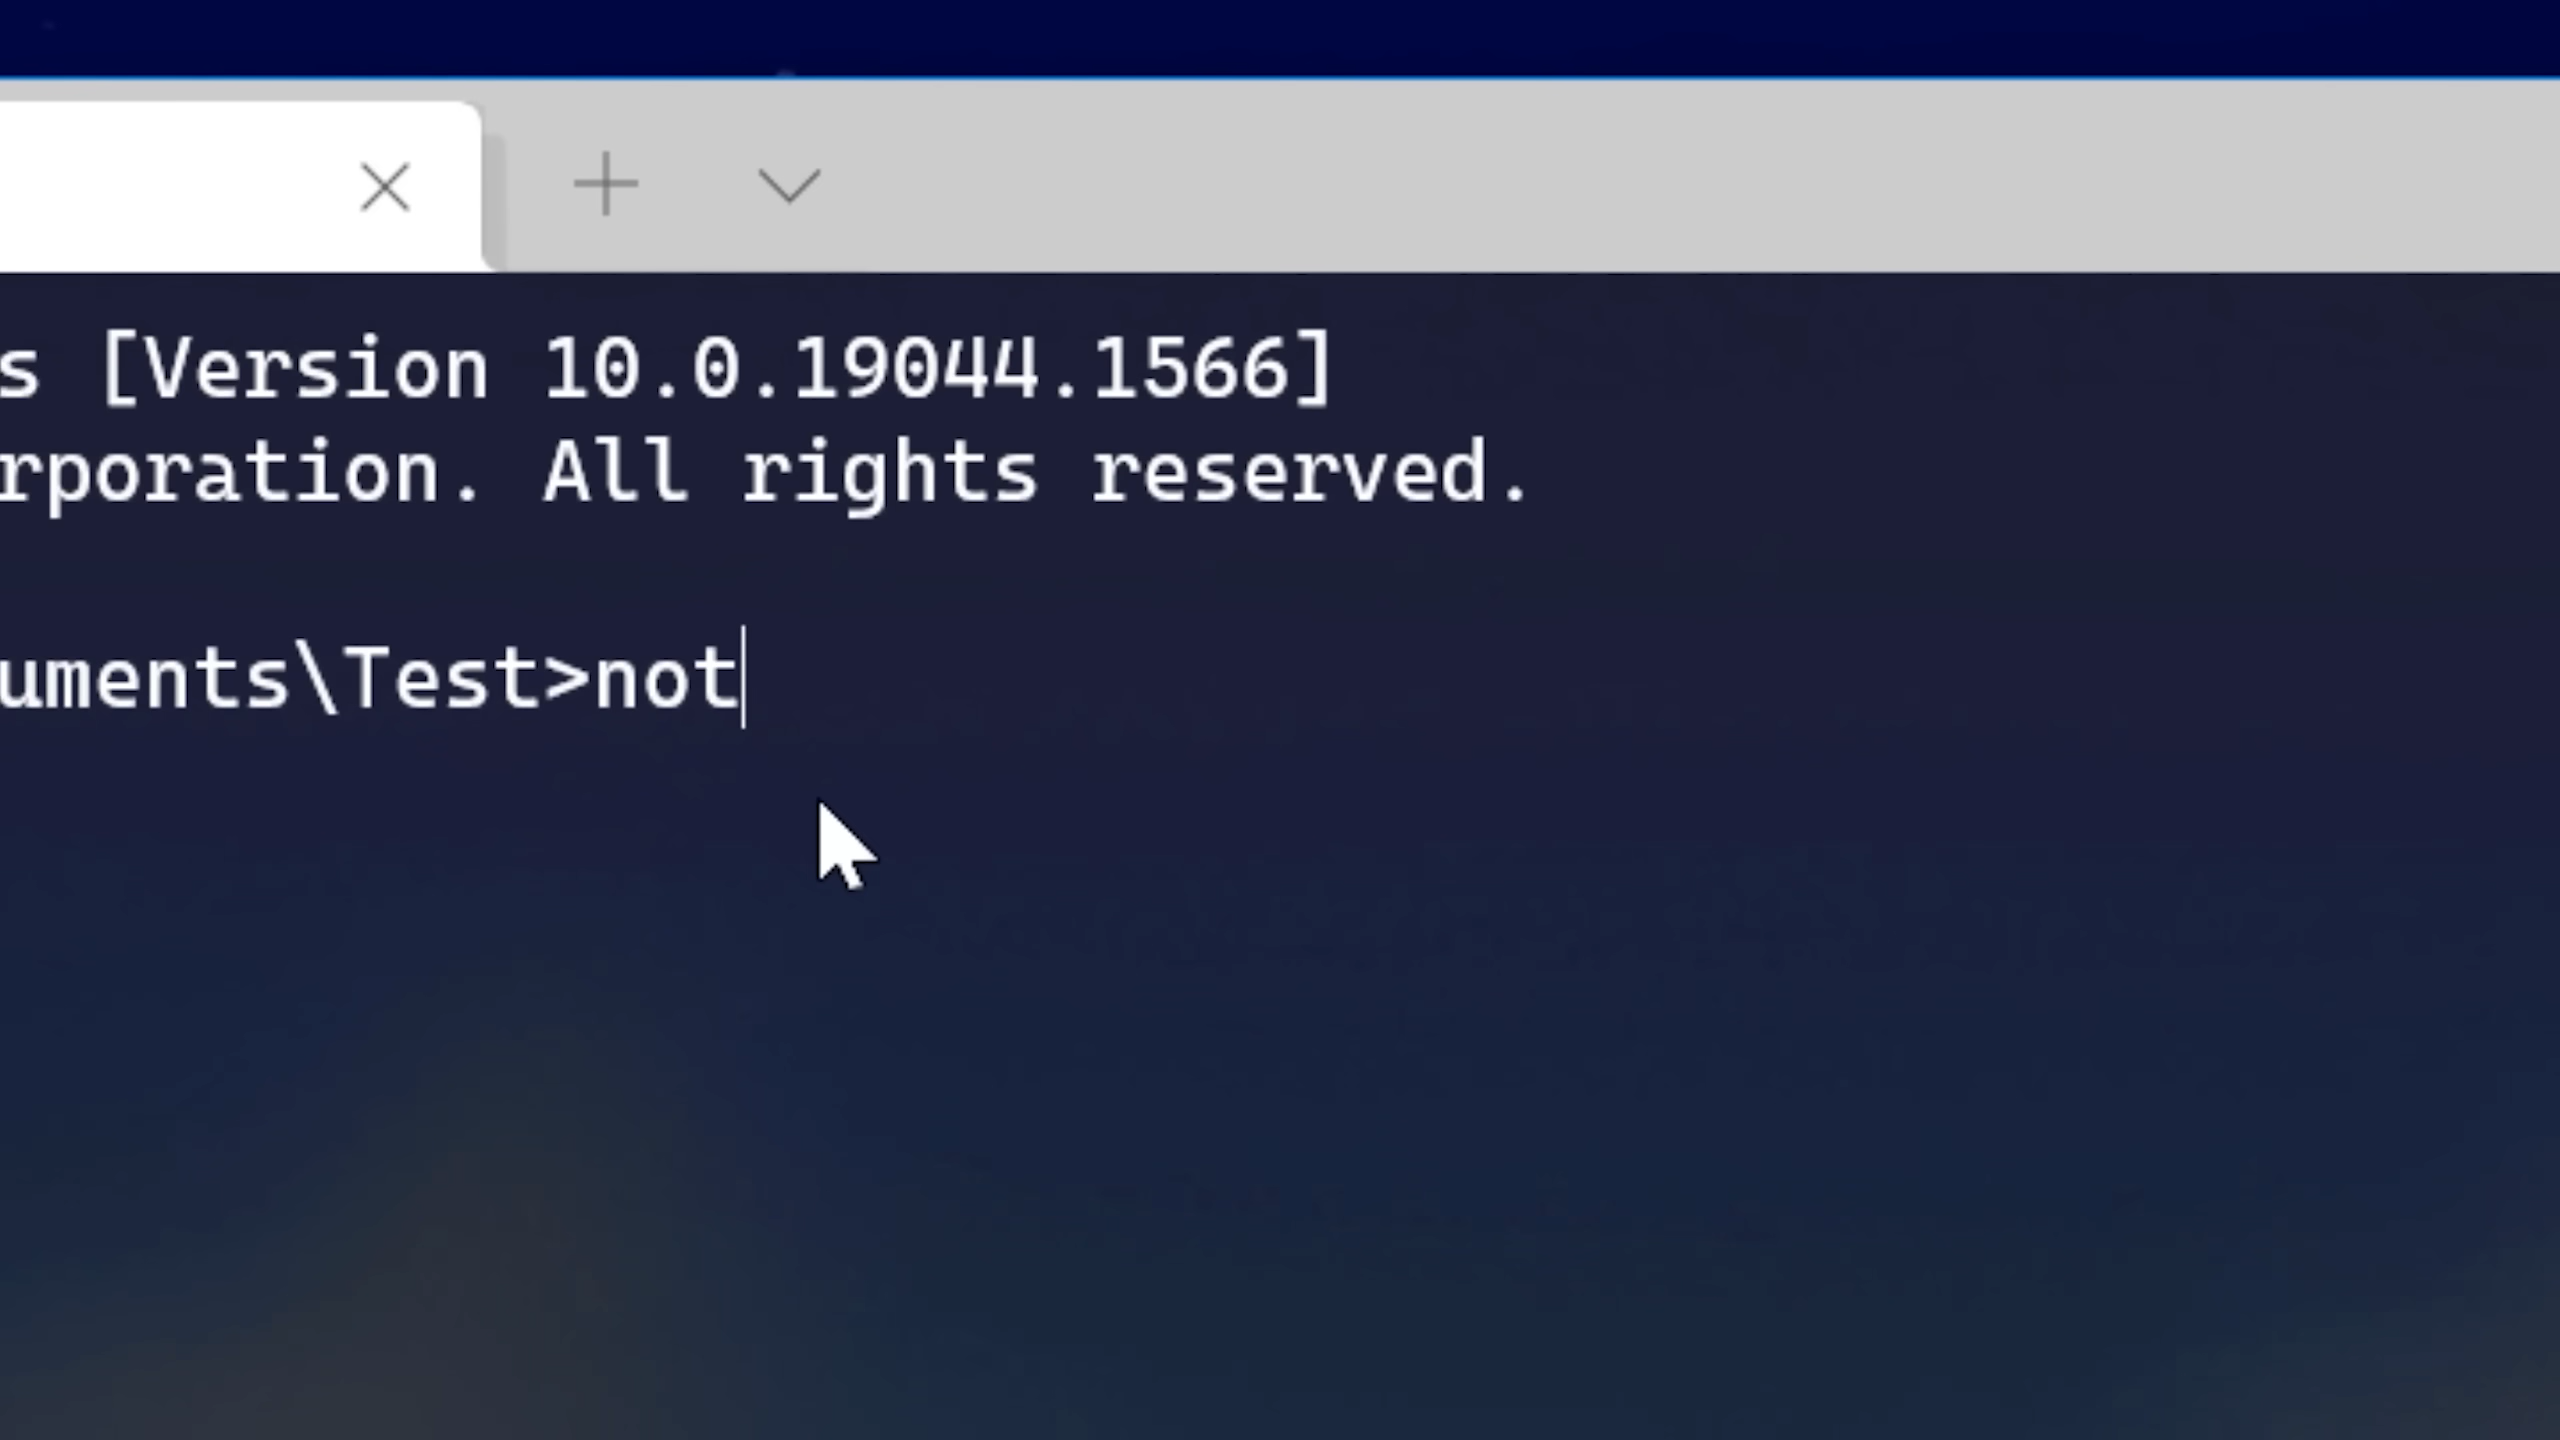 s [Version 10.0.19044.1566]
rporation. All rights reserved.
uments\Test>not